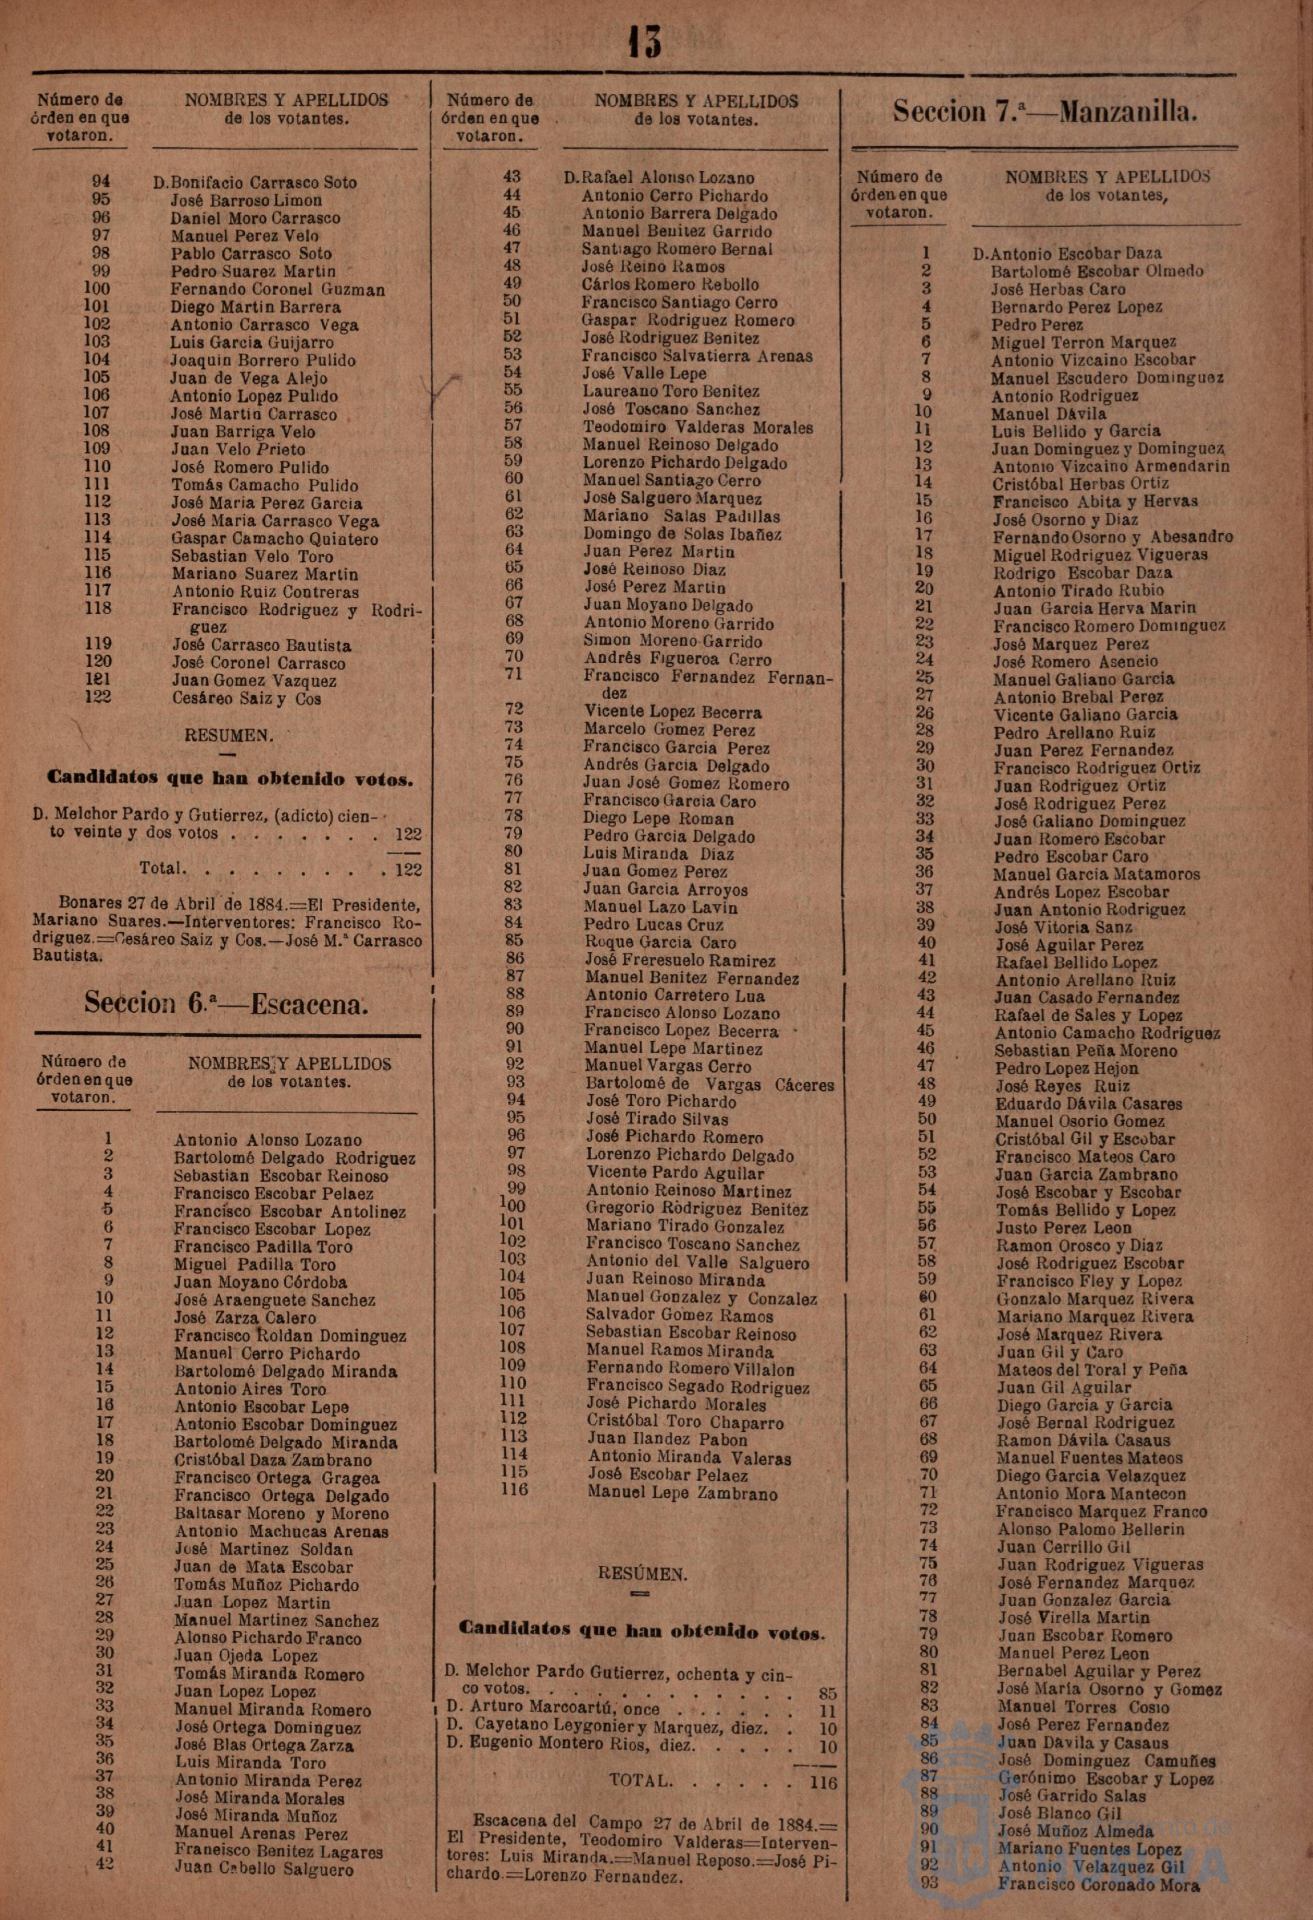 13
Número de
órden en que
votaron.
NOMBRES Y APELLIDOS
de los votantes.
94 D. Bonifacio Carrasco Soto
95 José Barroso Limon
96 Daniel Moro Carrasco
97 Manuel Perez Velo
98 Pablo Carrasco Soto
99 Pedro Suarez Martin
100 Fernando Coronel Guzman
101 Diego Martin Barrera
102 Antonio Carrasco Vega
103 Luis Garcia Guijarro
104 Joaquin Borrero Pulido
105 Juan de Vega Alejo
106 Antonio Lopez Pulido
107 José Martin Carrasco
108 Juan Barriga Velo
109 Juan Velo Prieto
110 José Romero Pulido
111 Tomás Camacho Pulido
112 José Maria Perez Garcia
113 José Maria Carrasco Vega
114 Gaspar Camacho Quintero
115 Sebastian Velo Toro
116 Mariano Suarez Martin
117 Antonio Ruiz Contreras
118 Francisco Rodriguez y Rodri-
guez
119 José Carrasco Bautista
120 José Coronel Carrasco
121 Juan Gomez Vazquez
122 Cesáreo Saiz y Cos
RESUMEN.
Candidatos que han obtenido votos.
D. Melchor Pardo y Gutierrez, (adicto) cien-
to veinte y dos votos . . . . . . . 122
Total. . . . . . . . . 122
Bonares 27 de Abril de 1884.=El Presidente,
Mariano Suares.—Interventores: Francisco Ro-
driguez.=Cesáreo Saiz y Cos.—José M.ª Carrasco
Bautista.
Seccion 6.ª—Escacena.
Número de
órden en que
votaron.
NOMBRES Y APELLIDOS
de los votantes.
1 Antonio Alonso Lozano
2 Bartolomé Delgado Rodriguez
3 Sebastian Escobar Reinoso
4 Francisco Escobar Pelaez
5 Francisco Escobar Antolinez
6 Francisco Escobar Lopez
7 Francisco Padilla Toro
8 Miguel Padilla Toro
9 Juan Moyano Córdoba
10 José Araenguete Sanchez
11 José Zarza Calero
12 Francisco Roldan Dominguez
13 Manuel Cerro Pichardo
14 Bartolomé Delgado Miranda
15 Antonio Aires Toro
16 Antonio Escobar Lepe
17 Antonio Escobar Dominguez
18 Bartolomé Delgado Miranda
19 Cristóbal Daza Zambrano
20 Francisco Ortega Gragea
21 Francisco Ortega Delgado
22 Baltasar Moreno y Moreno
23 Antonio Machucas Arenas
24 José Martinez Soldan
25 Juan de Mata Escobar
26 Tomás Muñoz Pichardo
27 Juan Lopez Martin
28 Manuel Martinez Sanchez
29 Alonso Pichardo Franco
30 Juan Ojeda Lopez
31 Tomás Miranda Romero
32 Juan Lopez Lopez
33 Manuel Miranda Romero
34 José Ortega Dominguez
35 José Blas Ortega Zarza
36 Luis Miranda Toro
37 Antonio Miranda Perez
38 José Miranda Morales
39 José Miranda Muñoz
40 Manuel Arenas Perez
41 Franeisco Benitez Lagares
42 Juan Cabello Salguero
Número de
órden en que
votaron.
NOMBRES Y APELLIDOS
de los votantes.
43 D. Rafael Alonso Lozano
44 Antonio Cerro Pichardo
45 Antonio Barrera Delgado
46 Manuel Benitez Garrido
47 Santiago Romero Bernal
48 José Reino Ramos
49 Cárlos Romero Rebollo
50 Francisco Santiago Cerro
51 Gaspar Rodriguez Romero
52 José Rodriguez Benitez
53 Francisco Salvatierra Arenas
54 José Valle Lepe
55 Laureano Toro Benitez
56 José Toscano Sanchez
57 Teodomiro Valderas Morales
58 Manuel Reinoso Delgado
59 Lorenzo Pichardo Delgado
60 Manuel Santiago Cerro
61 José Salguero Marquez
62 Mariano Salas Padillas
63 Domingo de Solas Ibañez
64 Juan Perez Martin
65 José Reinoso Diaz
66 José Perez Martin
67 Juan Moyano Delgado
68 Antonio Moreno Garrido
69 Simon Moreno Garrido
70 Andrés Figueroa Cerro
71 Francisco Fernandez Fernan-
dez
72 Vicente Lopez Becerra
73 Marcelo Gomez Perez
74 Francisco Garcia Perez
75 Andrés Garcia Delgado
76 Juan José Gomez Romero
77 Francisco Garcia Caro
78 Diego Lepe Roman
79 Pedro Garcia Delgado
80 Luis Miranda Diaz
81 Juan Gomez Perez
82 Juan Garcia Arroyos
83 Manuel Lazo Lavin
84 Pedro Lucas Cruz
85 Roque Garcia Caro
86 José Freresuelo Ramirez
87 Manuel Benitez Fernandez
88 Antonio Carretero Lua
89 Francisco Alonso Lozano
90 Francisco Lopez Becerra
91 Manuel Lepe Martinez
92 Manuel Vargas Cerro
93 Bartolomé de Vargas Cáceres
94 José Toro Pichardo
95 José Tirado Silvas
96 José Pichardo Romero
97 Lorenzo Pichardo Delgado
98 Vicente Pardo Aguilar
99 Antonio Reinoso Martinez
100 Gregorio Rodriguez Benitez
101 Mariano Tirado Gonzalez
102 Francisco Toscano Sanchez
103 Antonio del Valle Salguero
104 Juan Reinoso Miranda
105 Manuel Gonzalez y Conzalez
106 Salvador Gomez Ramos
107 Sebastian Escobar Reinoso
108 Manuel Ramos Miranda
109 Fernando Romero Villalon
110 Francisco Segado Rodriguez
111 José Pichardo Morales
112 Cristóbal Toro Chaparro
113 Juan Ilandez Pabon
114 Antonio Miranda Valeras
115 José Escobar Pelaez
116 Manuel Lepe Zambrano
RESÚMEN.
Candidatos que han obtenido votos.
D. Melchor Pardo Gutierrez, ochenta y cin-
co votos. . . . . . . . . . . 85
D. Arturo Marcoartú, once . . . . . . 11
D. Cayetano Leygonier y Marquez, diez. . 10
D. Eugenio Montero Rios, diez. . . . . 10
TOTAL. . . . . . 116
Escacena del Campo 27 de Abril de 1884.=
El Presidente, Teodomiro Valderas=Interven-
tores: Luis Miranda.=Manuel Reposo.=José Pi-
chardo.=Lorenzo Fernandez.
Seccion 7.ª—Manzanilla.
Número de
órden en que
votaron.
NOMBRES Y APELLIDOS
de los votantes,
1 D. Antonio Escobar Daza
2 Bartolomé Escobar Olmedo
3 José Herbas Caro
4 Bernardo Perez Lopez
5 Pedro Perez
6 Miguel Terron Marquez
7 Antonio Vizcaino Escobar
8 Manuel Escudero Dominguez
9 Antonio Rodriguez
10 Manuel Dávila
11 Luis Bellido y Garcia
12 Juan Dominguez y Dominguez
13 Antonio Vizcaino Armendarin
14 Cristóbal Herbas Ortiz
15 Francisco Abita y Hervas
16 José Osorno y Diaz
17 Fernando Osorno y Abesandro
18 Miguel Rodriguez Vigueras
19 Rodrigo Escobar Daza
20 Antonio Tirado Rubio
21 Juan Garcia Herva Marin
22 Francisco Romero Dominguez
23 José Marquez Perez
24 José Romero Asencio
25 Manuel Galiano Garcia
27 Antonio Brebal Perez
26 Vicente Galiano Garcia
28 Pedro Arellano Ruiz
29 Juan Perez Fernandez
30 Francisco Rodriguez Ortiz
31 Juan Rodriguez Ortiz
32 José Rodriguez Perez
33 José Galiano Dominguez
34 Juan Romero Escobar
35 Pedro Escobar Caro
36 Manuel Garcia Matamoros
37 Andrés Lopez Escobar
38 Juan Antonio Rodriguez
39 José Vitoria Sanz
40 José Aguilar Perez
41 Rafael Bellido Lopez
42 Antonio Arellano Ruiz
43 Juan Casado Fernandez
44 Rafael de Sales y Lopez
45 Antonio Camacho Rodriguez
46 Sebastian Peña Moreno
47 Pedro Lopez Hejon
48 José Reyes Ruiz
49 Eduardo Dávila Casares
50 Manuel Osorio Gomez
51 Cristóbal Gil y Escobar
52 Francisco Mateos Caro
53 Juan Garcia Zambrano
54 José Escobar y Escobar
55 Tomás Bellido y Lopez
56 Justo Perez Leon
57 Ramon Orosco y Diaz
58 José Rodriguez Escobar
59 Francisco Fley y Lopez
60 Gonzalo Marquez Rivera
61 Mariano Marquez Rivera
62 José Marquez Rivera
63 Juan Gil y Caro
64 Mateos del Toral y Peña
65 Juan Gil Aguilar
66 Diego Garcia y Garcia
67 José Bernal Rodriguez
68 Ramon Dávila Casaus
69 Manuel Fuentes Mateos
70 Diego Garcia Velazquez
71 Antonio Mora Mantecon
72 Francisco Marquez Franco
73 Alonso Palomo Bellerin
74 Juan Cerrillo Gil
75 Juan Rodriguez Vigueras
76 José Fernandez Marquez
77 Juan Gonzalez Garcia
78 José Virella Martin
79 Juan Escobar Romero
80 Manuel Perez Leon
81 Bernabel Aguilar y Perez
82 José María Osorno y Gomez
83 Manuel Torres Cosio
84 José Perez Fernandez
85 Juan Dávila y Casaus
86 José Dominguez Camuñes
87 Gerónimo Escobar y Lopez
88 José Garrido Salas
89 José Blanco Gil
90 José Muñoz Almeda
91 Mariano Fuentes Lopez
92 Antonio Velazquez Gil
93 Francisco Coronado Mora